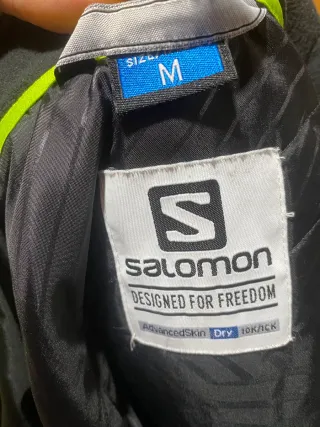 SIZE
M
S
salomon
DESIGNED FOR FREEDOM
AdvancedSkin Dry 10K/10K